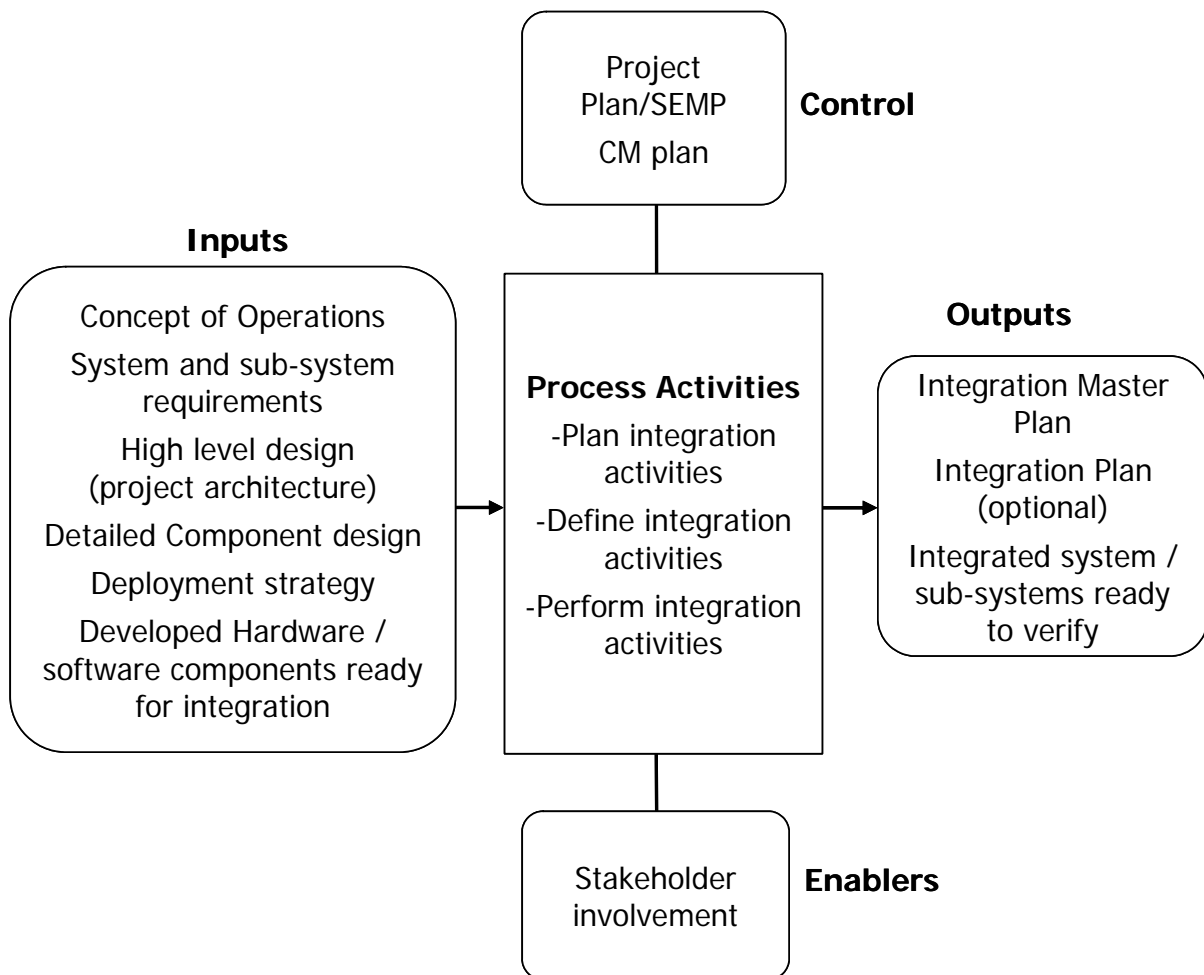 Project
Plan/SEMP
CM plan
Control
Inputs
Concept of Operations
System and sub-system
requirements
High level design
(project architecture)
Detailed Component design
Deployment strategy
Developed Hardware /
software components ready
for integration
Process Activities
-Plan integration
activities
-Define integration
activities
-Perform integration
activities
Outputs
Integration Master
Plan
Integration Plan
(optional)
Integrated system /
sub-systems ready
to verify
Stakeholder
involvement
Enablers